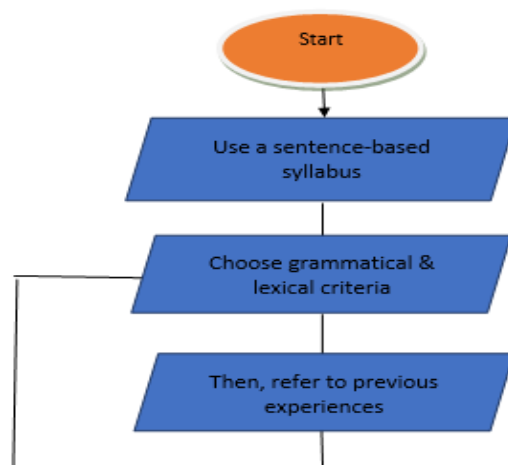 Start
Use a sentence-based
syllabus
Choose grammatical &
lexical criteria
Then, refer to previous
experiences